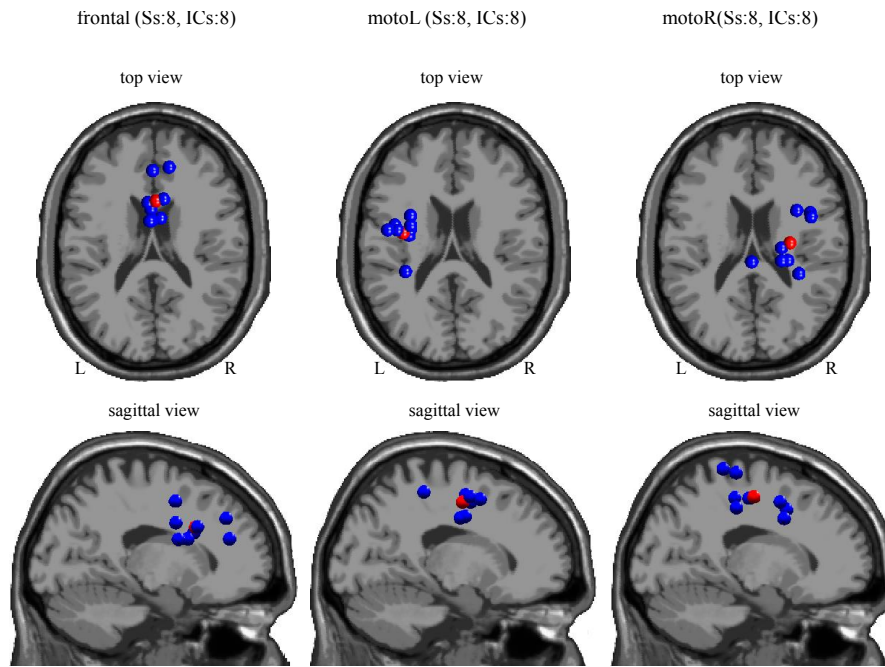 frontal (Ss:8, ICs:8) motoL (Ss:8, ICs:8) motoR(Ss:8, ICs:8)
top view top view top view
L R L R L R
sagittal view sagittal view sagittal view